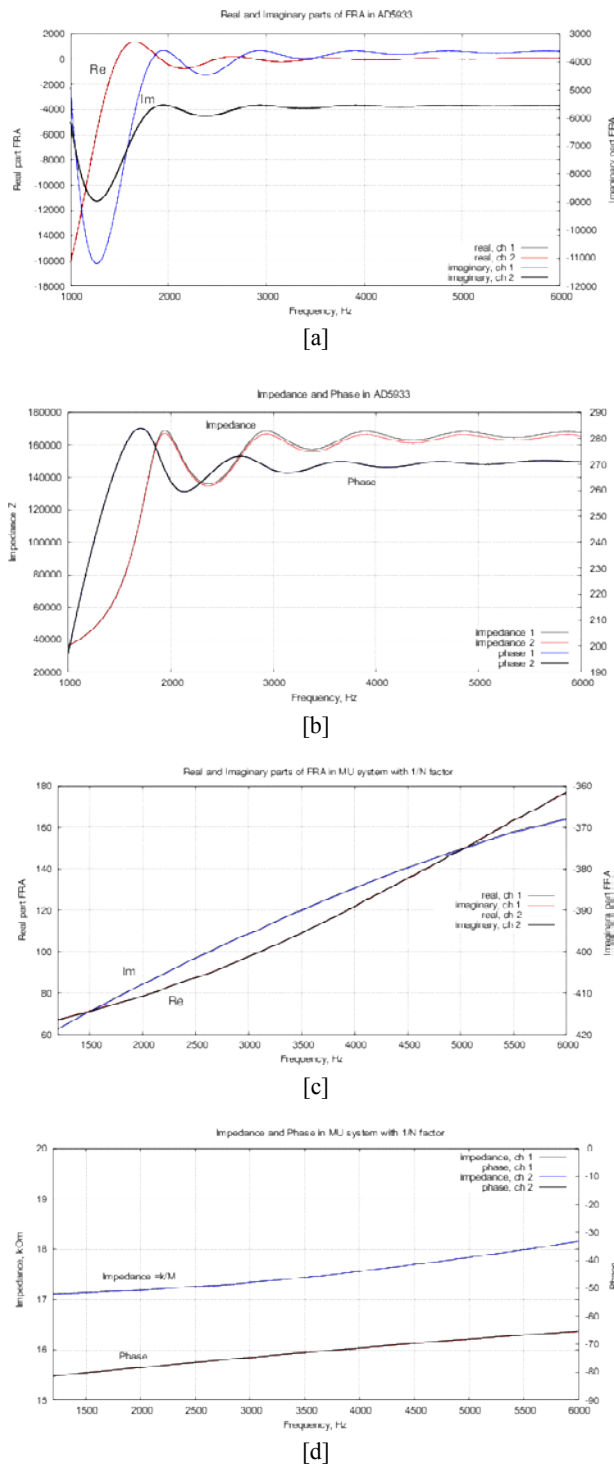 Real and Imaginary parts of FRA in AD5933
2000
0
-2000
-4000
-6000
-8000
-10000
-12000
-14000
-16000
-18000
Real part FRA
Re
Im
-3000
-4000
-5000
-6000
-7000
-8000
-9000
-10000
-11000
-12000
Imaginary part FRA
real, ch 1
real, ch 2
imaginary, ch 1
imaginary, ch 2
1000 2000 3000 4000 5000 6000
Frequency, Hz
[a]
Impedance and Phase in AD5933
180000
160000
140000
120000
100000
80000
60000
40000
20000
Impedance Z
Impedance
Phase
290
280
270
260
250
240
230
220
210
200
190
impedance 1
impedance 2
phase 1
phase 2
1000 2000 3000 4000 5000 6000
Frequency, Hz
[b]
Real and Imaginary parts of FRA in MU system with 1/N factor
180
160
140
120
100
80
60
Real part FRA
Im
Re
-360
-370
-380
-390
-400
-410
-420
Imaginary part FRA
real, ch 1
imaginary, ch 1
real, ch 2
imaginary, ch 2
1500 2000 2500 3000 3500 4000 4500 5000 5500 6000
Frequency, Hz
[c]
Impedance and Phase in MU system with 1/N factor
20
19
18
17
16
15
Impedance, kOm
Impedance =k/M
Phase
0
-10
-20
-30
-40
-50
-60
-70
-80
-90
Phase
impedance, ch 1
phase, ch 1
impedance, ch 2
phase, ch 2
1500 2000 2500 3000 3500 4000 4500 5000 5500 6000
Frequency, Hz
[d]